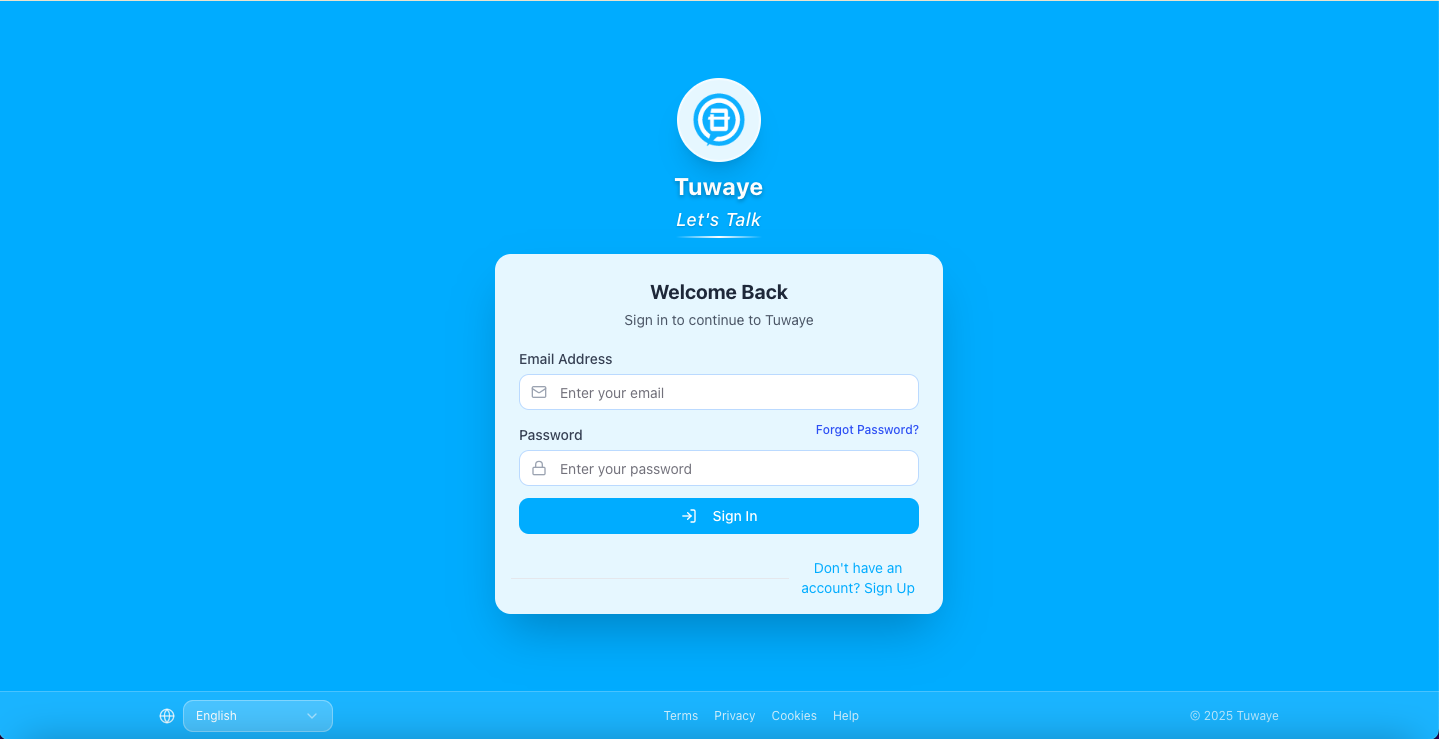 Tuwaye
Let's Talk
Welcome Back
Sign in to continue to Tuwaye
Email Address
Enter your email
Password
Forgot Password?
Enter your password
Sign In
Don't have an
account? Sign Up
English
Terms
Privacy
Cookies
Help
© 2025 Tuwaye